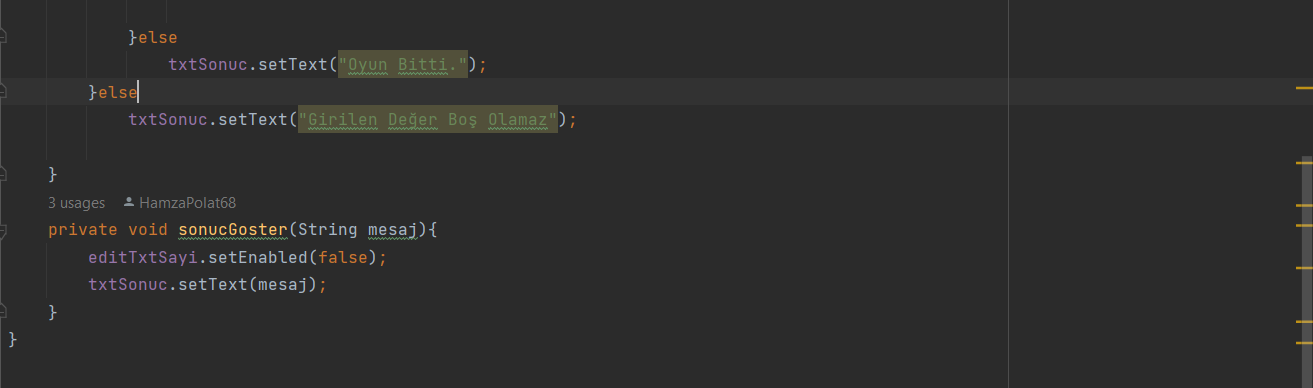 }else
txtSonuc.setText("Oyun Bitti.");
}else
txtSonuc.setText("Girilen Değer Boş Olamaz");
}
3 usages HamzaPolat68
private void sonucGoster(String mesaj){
editTxtSayi.setEnabled(false);
txtSonuc.setText(mesaj);
}
}